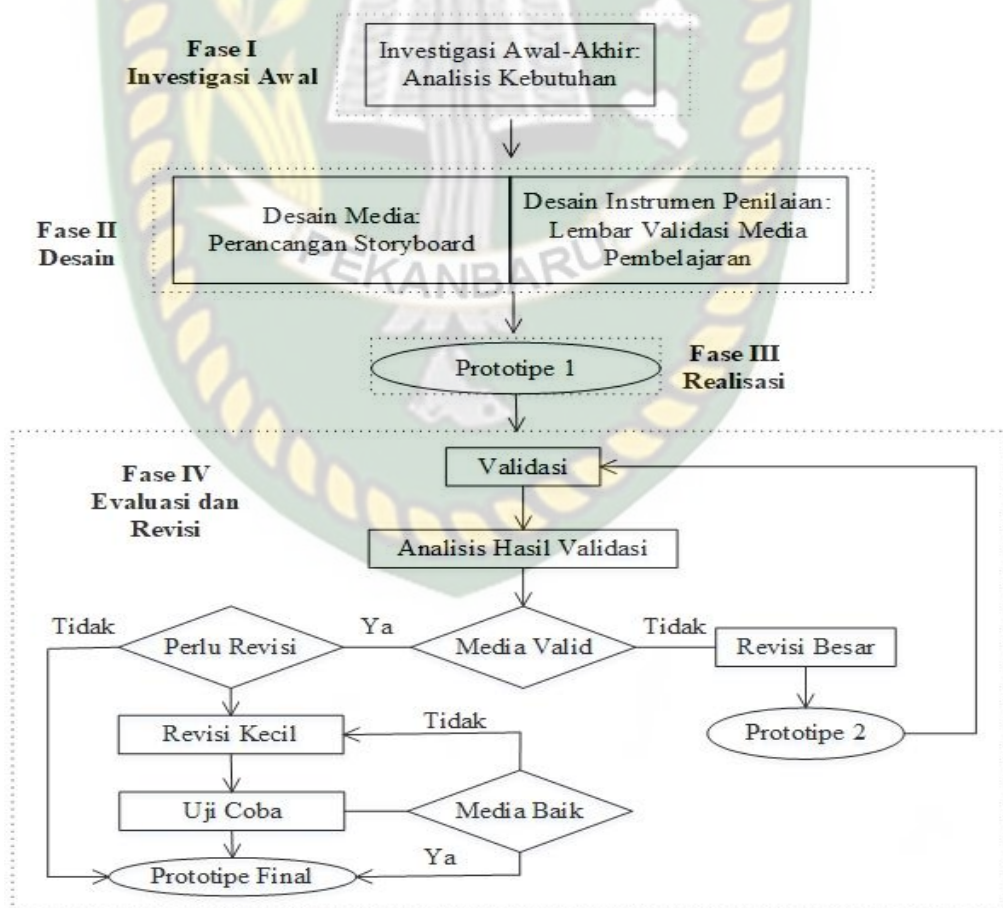 Fase I
Investigasi Awal
Investigasi Awal-Akhir:
Analisis Kebutuhan
Fase II
Desain
Desain Media:
Perancangan Storyboard
Desain Instrumen Penilaian:
Lembar Validasi Media
Pembelajaran
PEKANBARU
Prototipe 1
Fase III
Realisasi
Fase IV
Evaluasi dan
Revisi
Validasi
Analisis Hasil Validasi
Tidak
Perlu Revisi
Ya
Media Valid
Tidak
Revisi Besar
Revisi Kecil
Tidak
Prototipe 2
Uji Coba
Media Baik
Ya
Prototipe Final